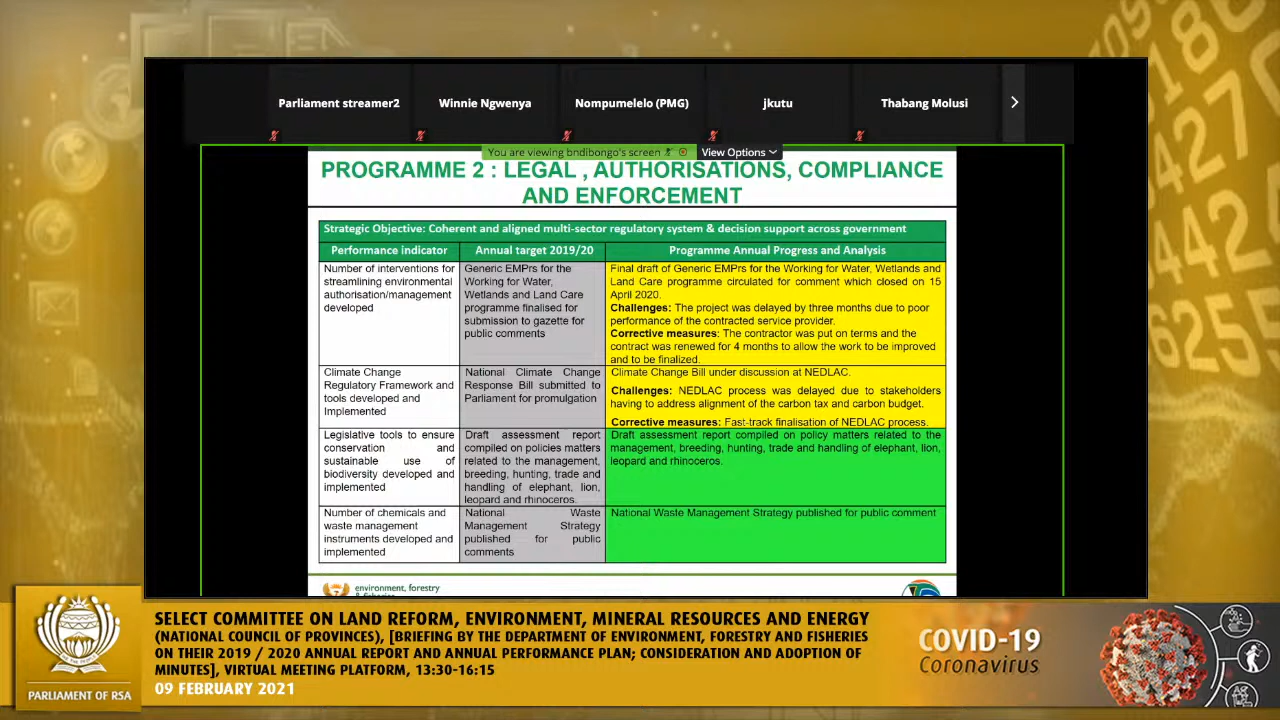 Parliament streamer2
Winnie Ngwenya
Nompumelelo (PMG)
jkutu
Thabang Molusi
You are viewing bndibongo's screen
View Options
PROGRAMME 2 : LEGAL , AUTHORISATIONS, COMPLIANCE
AND ENFORCEMENT
Strategic Objective: Coherent and aligned multi-sector regulatory system & decision support across government
Performance indicator
Annual target 2019/20
Programme Annual Progress and Analysis
Number of interventions for
streamlining environmental
authorisation/management
developed
Generic EMPrs for the
Working for Water,
Wetlands and Land Care
programme finalised for
submission to gazette for
public comments
Final draft of Generic EMPRs for the Working for Water, Wetlands and
Land Care programme circulated for comment which closed on 15
April 2020.
Challenges: The project was delayed by three months due to poor
performance of the contracted service provider.
Corrective measures: The contractor was put on terms and the
contract was renewed for 4 months to allow the work to be improved
and to be finalized.
Climate Change
Regulatory Framework and
tools developed and
Implemented
National Climate Change
Response Bill submitted to
Parliament for promulgation
Climate Change Bill under discussion at NEDLAC.
Challenges: NEDLAC process was delayed due to stakeholders
having to address alignment of the carbon tax and carbon budget.
Corrective measures: Fast-track finalisation of NEDLAC process.
Legislative tools to ensure
conservation and
sustainable use of
biodiversity developed and
implemented
Draft assessment report
compiled on policies matters
related to the management,
breeding, hunting, trade and
handling of elephant, lion,
leopard and rhinoceros.
Draft assessment report compiled on policy matters related to the
management, breeding, hunting, trade and handling of elephant, lion,
leopard and rhinoceros.
Number of chemicals and
waste management
instruments developed and
implemented
National Waste
Management Strategy
published for public
comments
National Waste Management Strategy published for public comment
environment, forestry
SELECT COMMITTEE ON LAND REFORM, ENVIRONMENT, MINERAL RESOURCES AND ENERGY
(NATIONAL COUNCIL OF PROVINCES), [BRIEFING BY THE DEPARTMENT OF ENVIRONMENT, FORESTRY AND FISHERIES
ON THEIR 2019 / 2020 ANNUAL REPORT AND ANNUAL PERFORMANCE PLAN; CONSIDERATION AND ADOPTION OF
MINUTES], VIRTUAL MEETING PLATFORM, 13:30-16:15
09 FEBRUARY 2021
PARLIAMENT OF RSA
COVID-19
Coronavirus